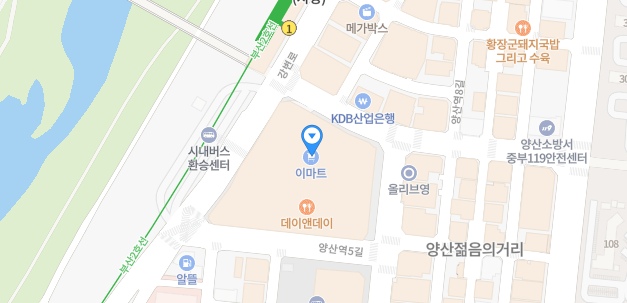 메가박스
부산2호선
1
강변로
황장군돼지국밥
그리고 수육
양산역8길
KDB산업은행
시내버스
환승센터
양산소방서
중부119안전센터
이마트
올리브영
데이앤데이
양산역5길
양산젊음의거리
108
부산2호선
알뜰